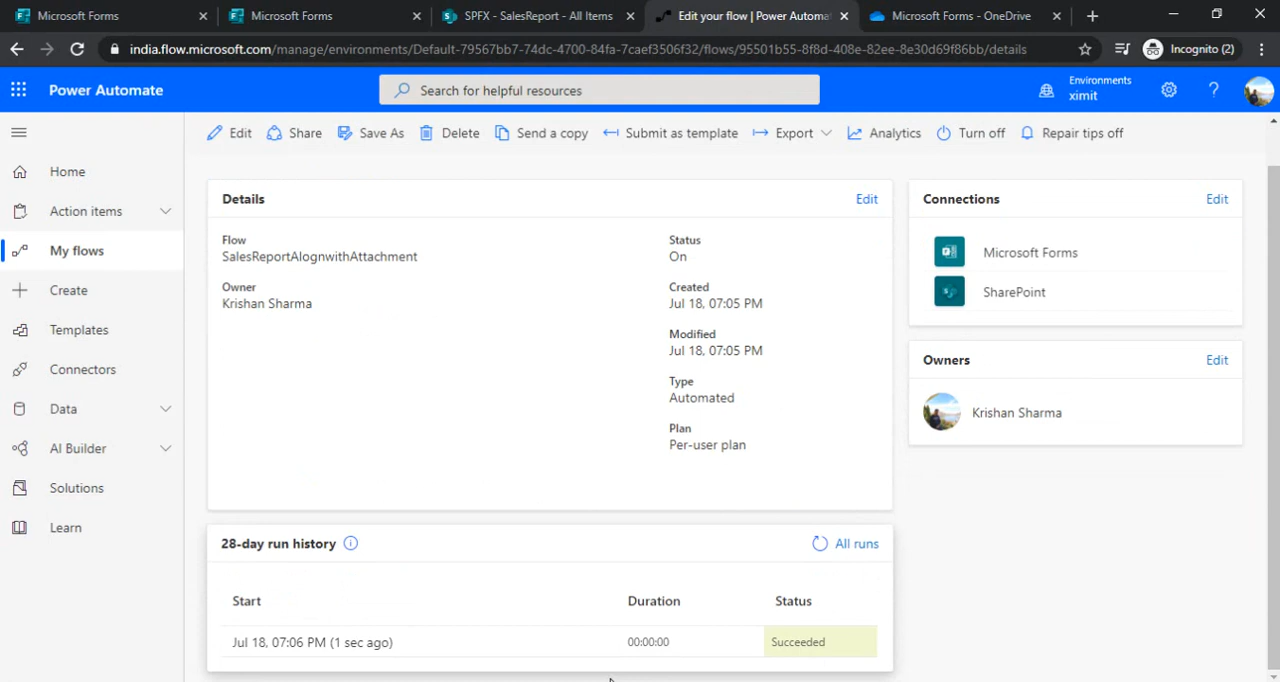 Microsoft Forms
Microsoft Forms
SPFX - SalesReport - All Items
Edit your flow | Power Automat
Microsoft Forms - OneDrive
india.flow.microsoft.com/manage/environments/Default-79567bb7-74dc-4700-84fa-7caef3506f32/flows/95501b55-8f8d-408e-82ee-8e30d69f86bb/details
Incognito (2)
Power Automate
Search for helpful resources
Environments
ximit
Edit
Share
Save As
Delete
Send a copy
Submit as template
Export
Analytics
Turn off
Repair tips off
Home
Action items
My flows
Create
Templates
Connectors
Data
AI Builder
Solutions
Learn
Details
Edit
Flow
SalesReportAlognwithAttachment
Owner
Krishan Sharma
Status
On
Created
Jul 18, 07:05 PM
Modified
Jul 18, 07:05 PM
Type
Automated
Plan
Per-user plan
Connections
Edit
Microsoft Forms
SharePoint
Owners
Edit
Krishan Sharma
28-day run history
All runs
Start
Duration
Status
Jul 18, 07:06 PM (1 sec ago)
00:00:00
Succeeded